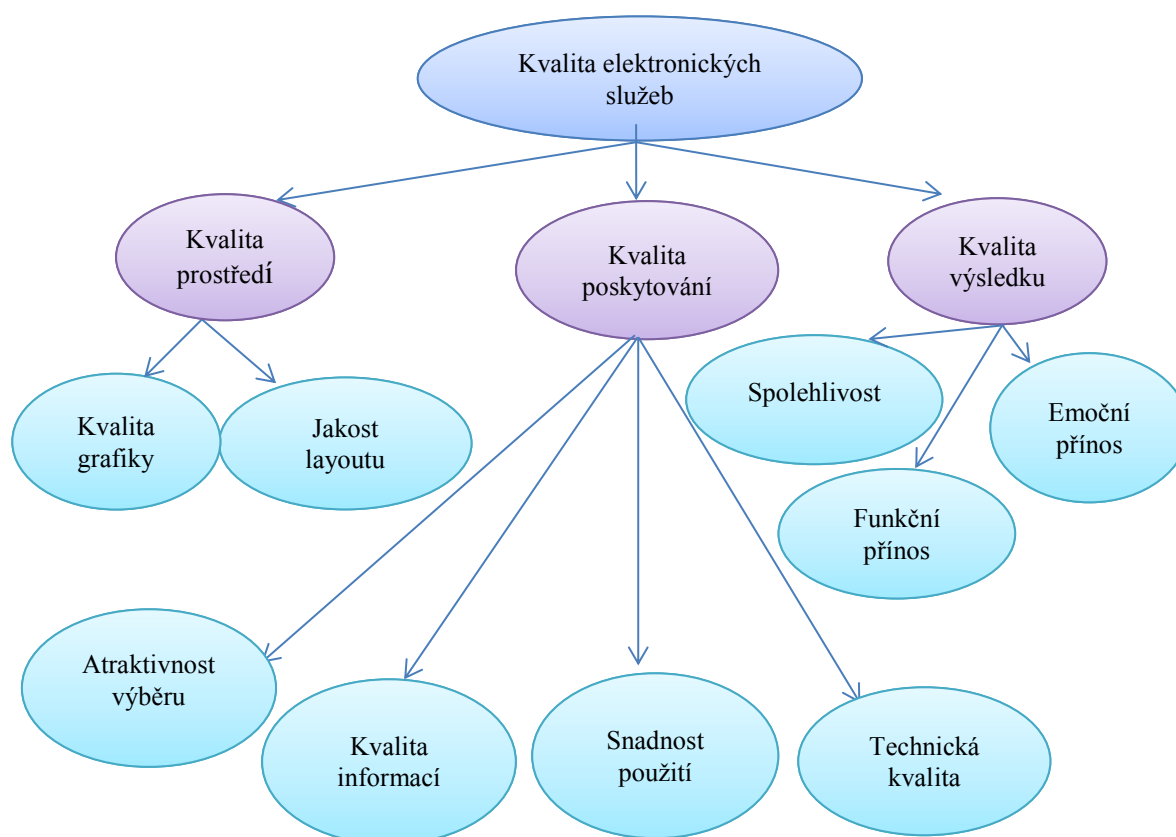 Kvalita elektronických
služeb
Kvalita
prostředí
Kvalita
poskytování
Kvalita
výsledku
Kvalita
grafiky
Jakost
layoutu
Spolehlivost
Emoční
přínos
Funkční
přínos
Atraktivnost
výběru
Kvalita
informací
Snadnost
použití
Technická
kvalita